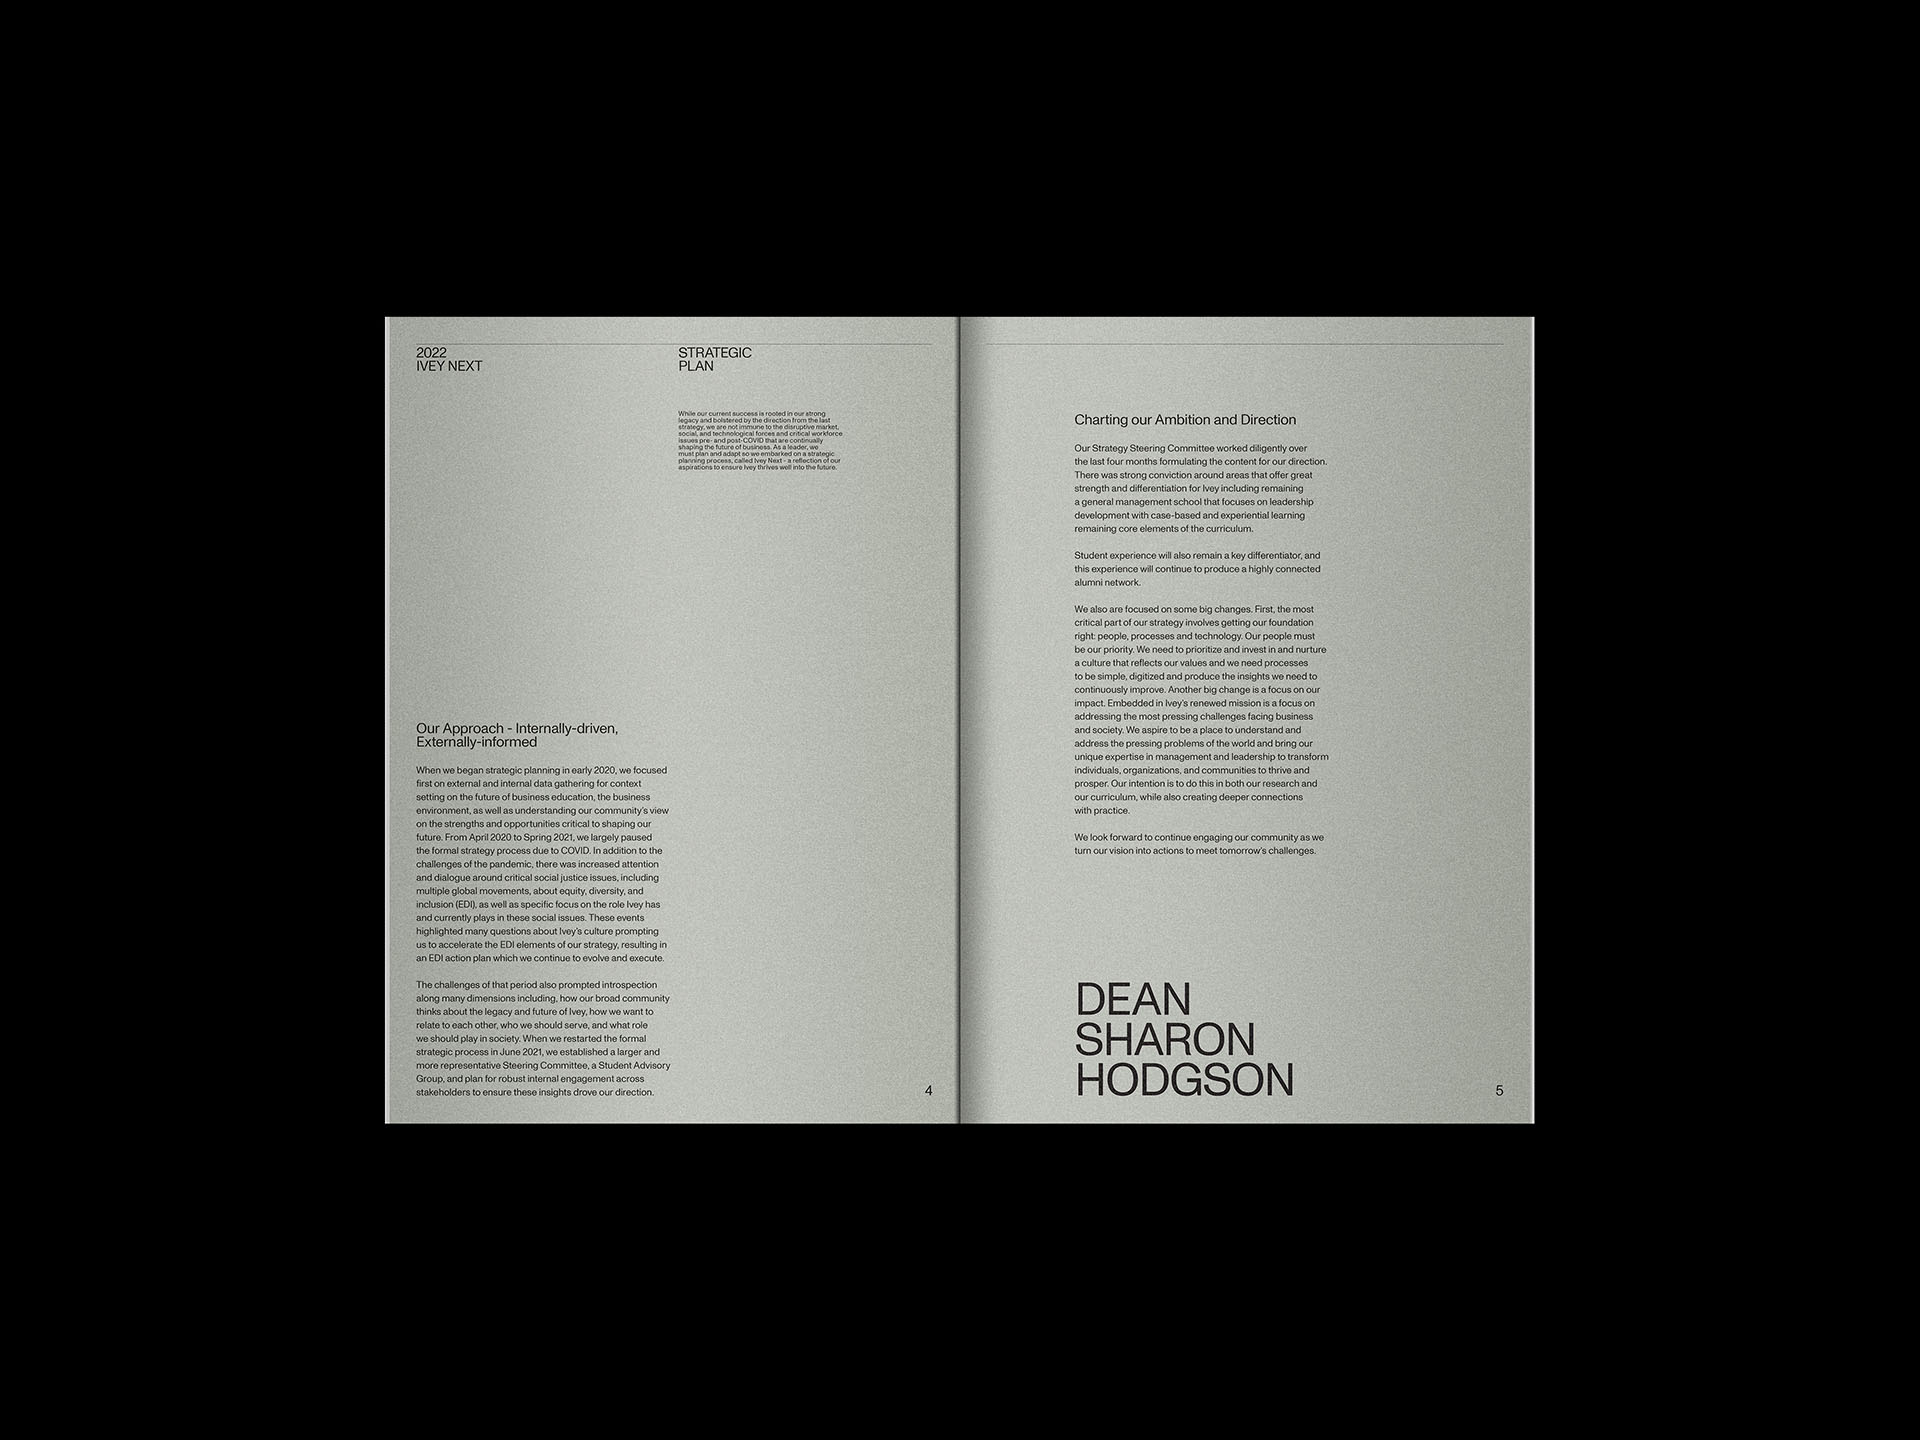 2022
IVEY NEXT
STRATEGIC
PLAN
While our current success is rooted in our strong
legacy and bolstered by the direction from the last
strategy, we are not immune to the disruptive market,
social, and technological forces and critical workforce
issues pre- and post-COVID that are continually
shaping the future of business. As a leader, we
must plan and adapt so we embarked on a strategic
planning process, called Ivey Next - a reflection of our
aspirations to ensure Ivey thrives well into the future.
Our Approach - Internally-driven,
Externally-informed
When we began strategic planning in early 2020, we focused
first on external and internal data gathering for context
setting on the future of business education, the business
environment, as well as understanding our community's view
on the strengths and opportunities critical to shaping our
future. From April 2020 to Spring 2021, we largely paused
the formal strategy process due to COVID. In addition to the
challenges of the pandemic, there was increased attention
and dialogue around critical social justice issues, including
multiple global movements, about equity, diversity, and
inclusion (EDI), as well as specific focus on the role Ivey has
and currently plays in these social issues. These events
highlighted many questions about Ivey's culture prompting
us to accelerate the EDI elements of our strategy, resulting in
an EDI action plan which we continue to evolve and execute.
The challenges of that period also prompted introspection
along many dimensions including, how our broad community
thinks about the legacy and future of Ivey, how we want to
relate to each other, who we should serve, and what role
we should play in society. When we restarted the formal
strategic process in June 2021, we established a larger and
more representative Steering Committee, a Student Advisory
Group, and plan for robust internal engagement across
stakeholders to ensure these insights drove our direction.
4
Charting our Ambition and Direction
Our Strategy Steering Committee worked diligently over
the last four months formulating the content for our direction.
There was strong conviction around areas that offer great
strength and differentiation for Ivey including remaining
a general management school that focuses on leadership
development with case-based and experiential learning
remaining core elements of the curriculum.
Student experience will also remain a key differentiator, and
this experience will continue to produce a highly connected
alumni network.
We also are focused on some big changes. First, the most
critical part of our strategy involves getting our foundation
right: people, processes and technology. Our people must
be our priority. We need to prioritize and invest in and nurture
a culture that reflects our values and we need processes
to be simple, digitized and produce the insights we need to
continuously improve. Another big change is a focus on our
impact. Embedded in Ivey's renewed mission is a focus on
addressing the most pressing challenges facing business
and society. We aspire to be a place to understand and
address the pressing problems of the world and bring our
unique expertise in management and leadership to transform
individuals, organizations, and communities to thrive and
prosper. Our intention is to do this in both our research and
our curriculum, while also creating deeper connections
with practice.
We look forward to continue engaging our community as we
turn our vision into actions to meet tomorrow's challenges.
DEAN
SHARON
HODGSON
5